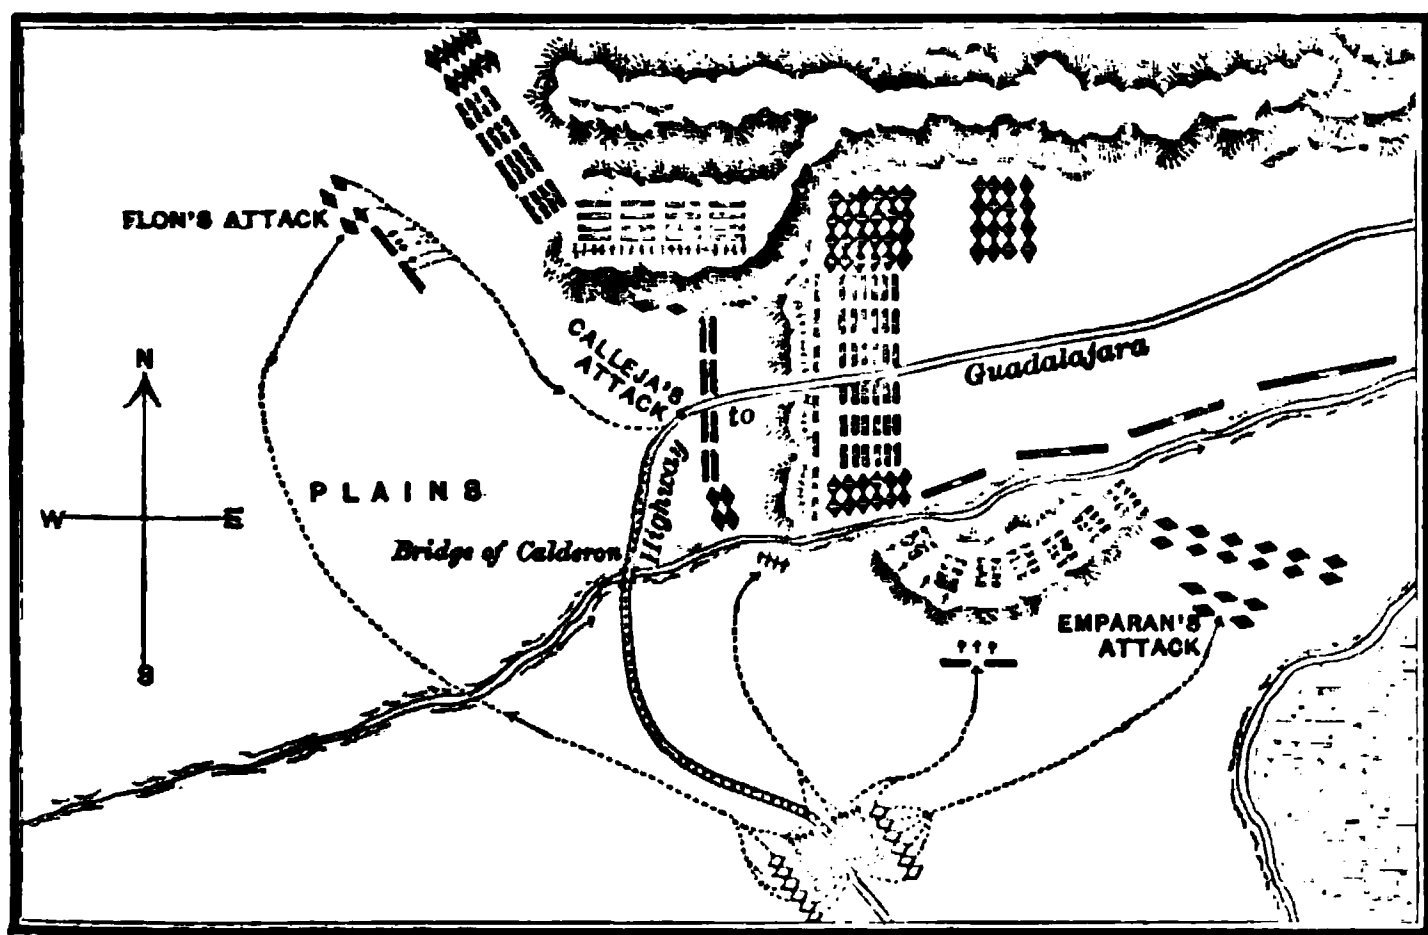 FLON'S ATTACK
CALLEJA'S
ATTACK
Guadalajara
to
Highway
N
W
E
S
PLAINS
Bridge of Calderon
EMPARAN'S
ATTACK